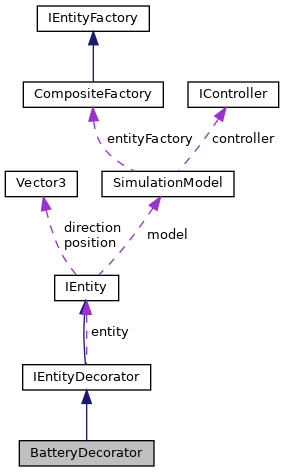 IEntityFactory
CompositeFactory
IController
entityFactory
controller
Vector3
SimulationModel
direction
position
model
IEntity
entity
IEntityDecorator
BatteryDecorator